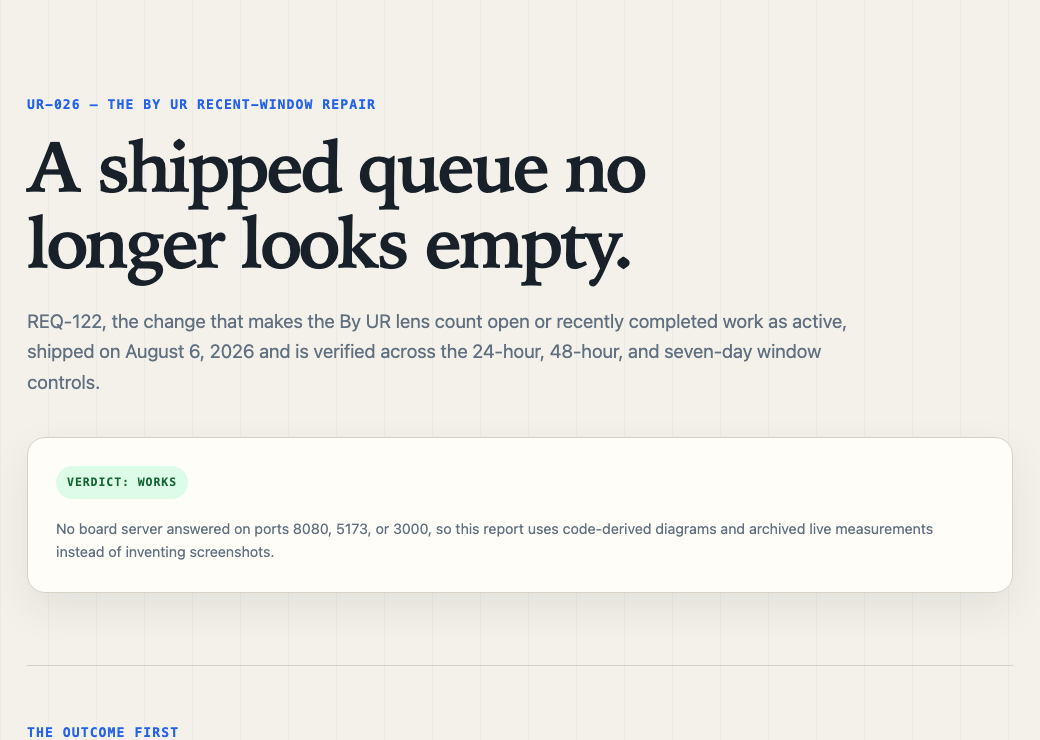 UR-026 — THE BY UR RECENT-WINDOW REPAIR
A shipped queue no
longer looks empty.
REQ-122, the change that makes the By UR lens count open or recently completed work as active,
shipped on August 6, 2026 and is verified across the 24-hour, 48-hour, and seven-day window
controls.
VERDICT: WORKS
No board server answered on ports 8080, 5173, or 3000, so this report uses code-derived diagrams and archived live measurements
instead of inventing screenshots.
THE OUTCOME FIRST